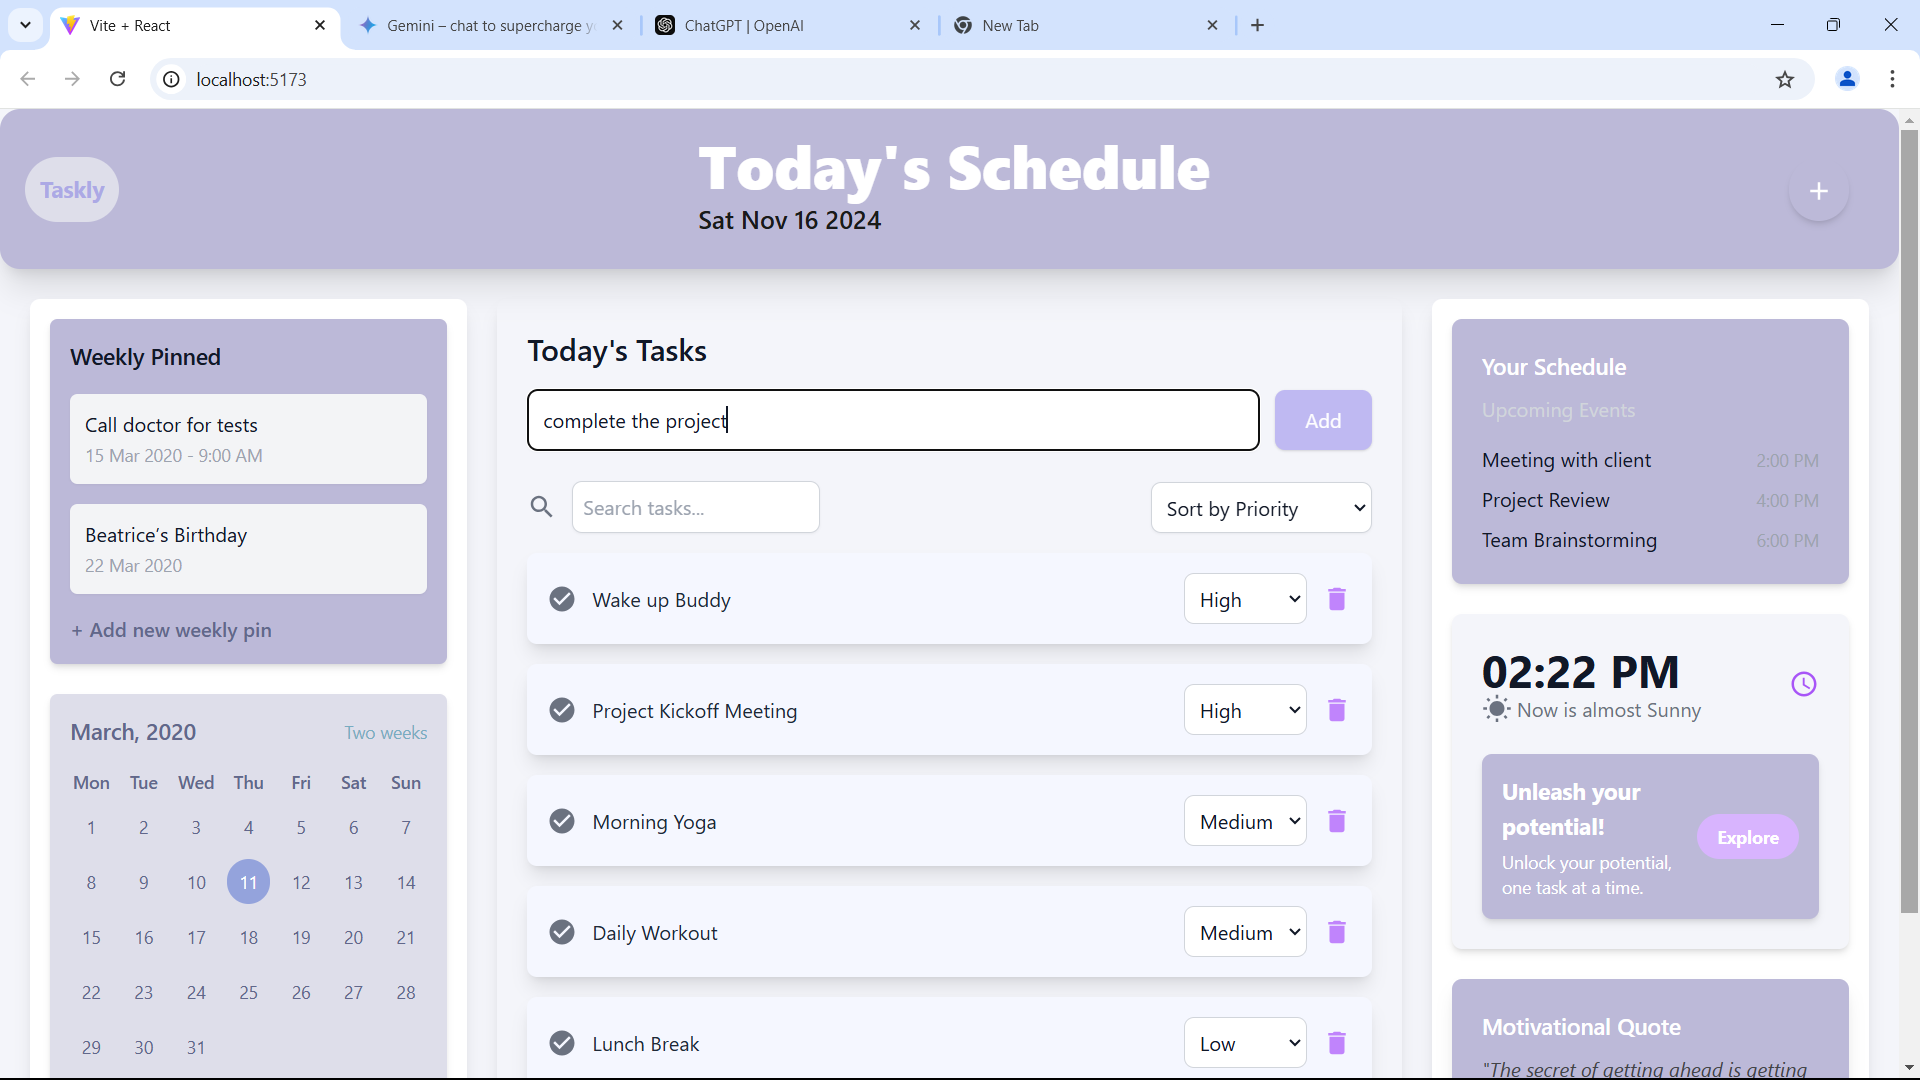 Vite + React
Gemini – chat to supercharge y
ChatGPT | OpenAI
New Tab
localhost:5173
Taskly
Today's Schedule
Sat Nov 16 2024
+
Weekly Pinned
Call doctor for tests
15 Mar 2020 - 9:00 AM
Beatrice’s Birthday
22 Mar 2020
+ Add new weekly pin
March, 2020 Two weeks
Mon Tue Wed Thu Fri Sat Sun
1 2 3 4 5 6 7
8 9 10 11 12 13 14
15 16 17 18 19 20 21
22 23 24 25 26 27 28
29 30 31
Today's Tasks
complete the project
Add
Search tasks...
Sort by Priority
Wake up Buddy High
Project Kickoff Meeting High
Morning Yoga Medium
Daily Workout Medium
Lunch Break Low
Your Schedule
Upcoming Events
Meeting with client 2:00 PM
Project Review 4:00 PM
Team Brainstorming 6:00 PM
02:22 PM
Now is almost Sunny
Unleash your
potential!
Unlock your potential,
one task at a time.
Explore
Motivational Quote
"The secret of getting ahead is getting